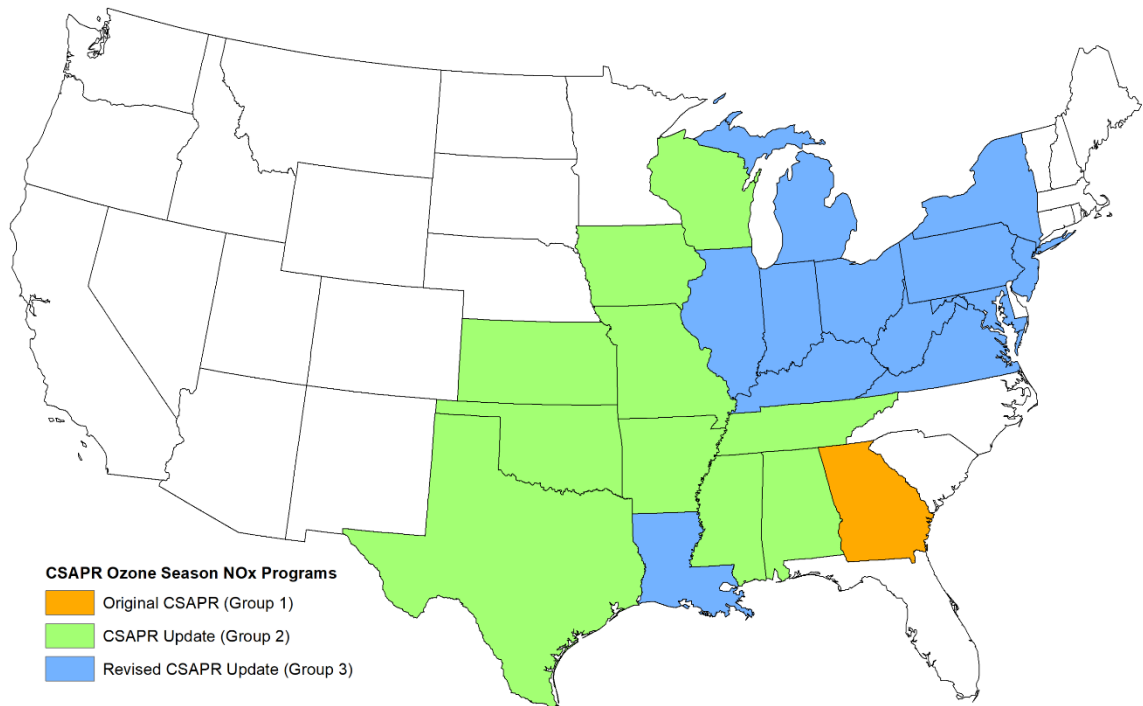 CSAPR Ozone Season NOx Programs
Original CSAPR (Group 1)
CSAPR Update (Group 2)
Revised CSAPR Update (Group 3)